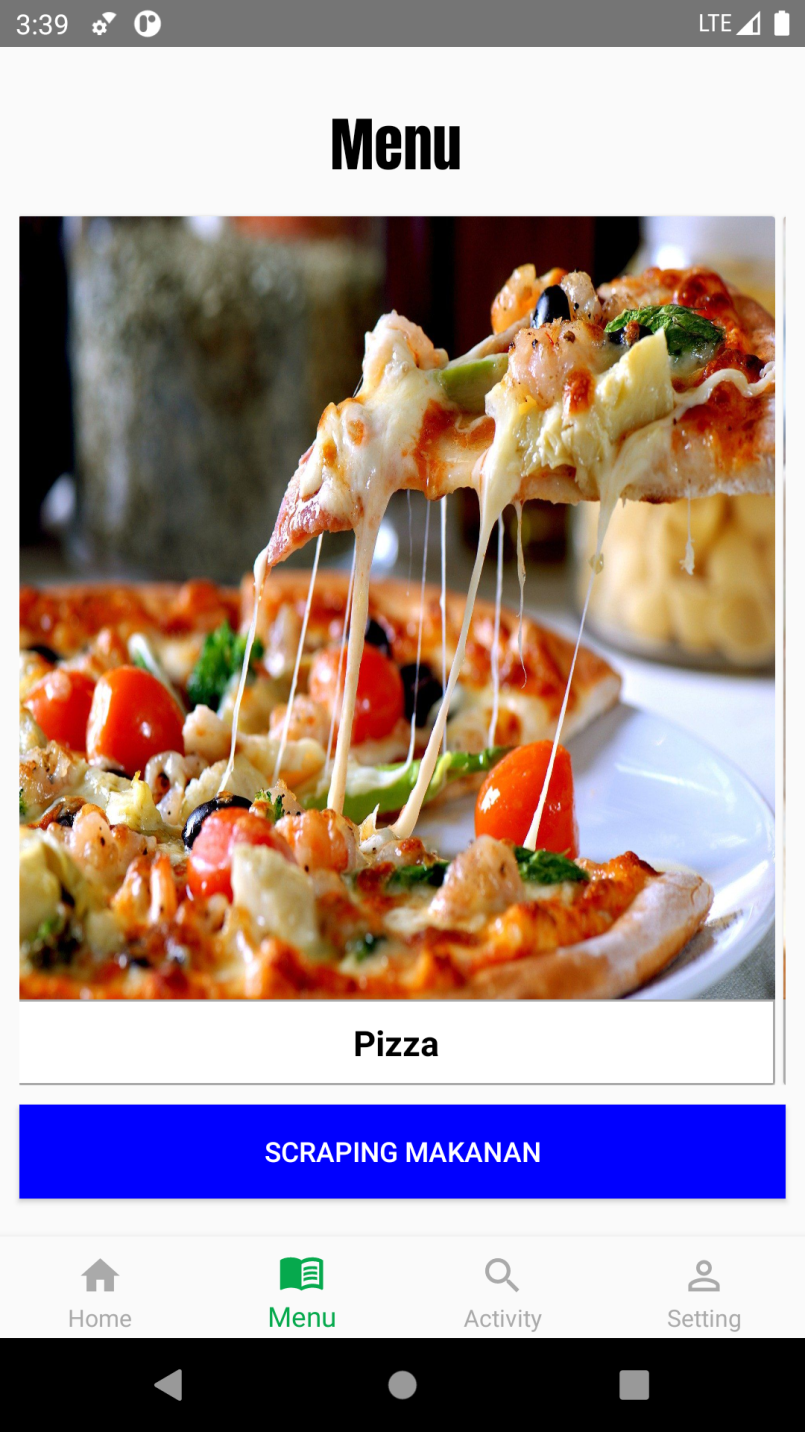 3:39
LTE
Menu
Pizza
SCRAPING MAKANAN
Home
Menu
Activity
Setting